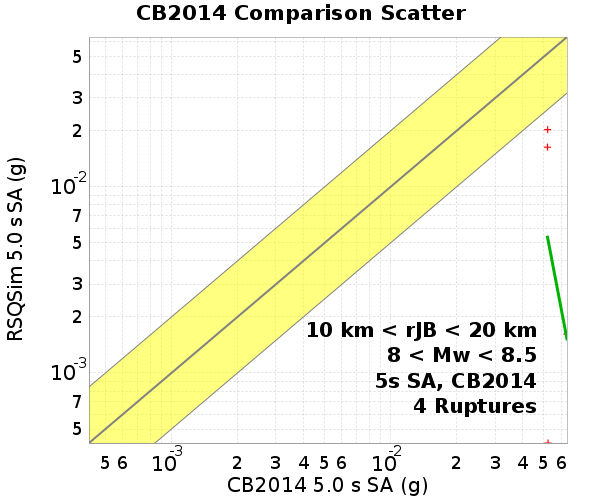 CB2014 Comparison Scatter
RSQSim 5.0 s SA (g)
5
3
2
10-2
7
5
3
2
10-3
7
5
10 km < rJB < 20 km
8 < Mw < 8.5
5s SA, CB2014
4 Ruptures
5 6 10-3 2 3 4 5 6 10-2 2 3 4 5 6
CB2014 5.0 s SA (g)